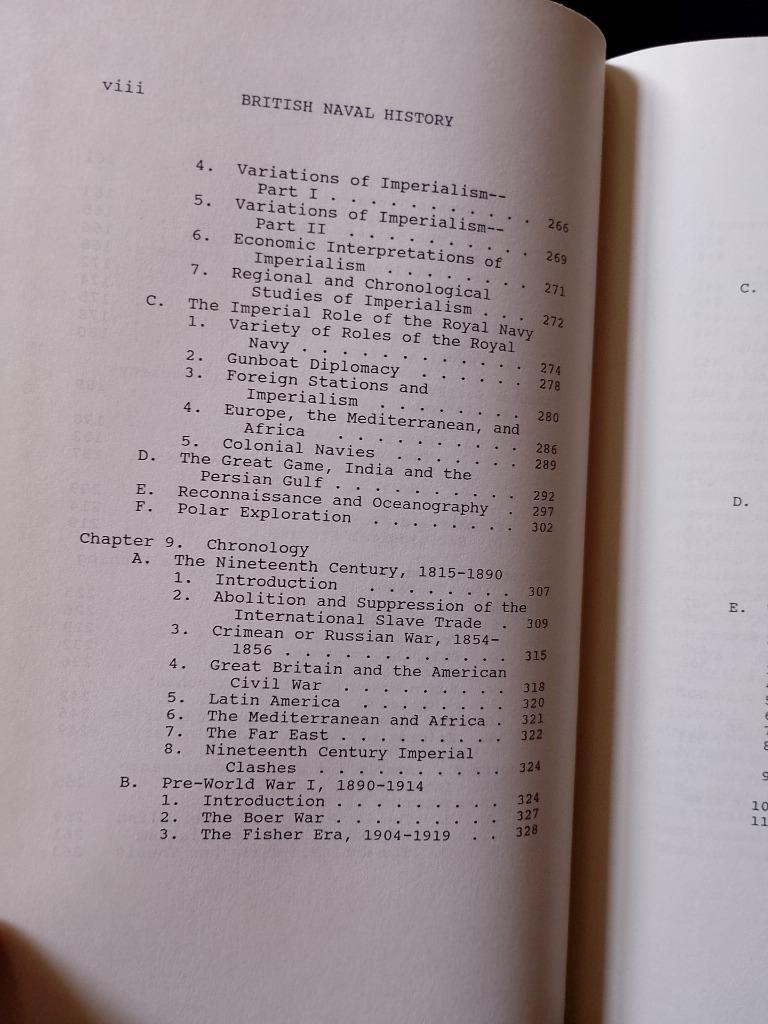 viii
BRITISH NAVAL HISTORY
4. Variations of Imperialism--
Part I . . . . . . . . . . . 266
5. Variations of Imperialism--
Part II . . . . . . . . . . 269
6. Economic Interpretations of
Imperialism . . . . . . . . 271
7. Regional and Chronological
Studies of Imperialism . . . 272
C. The Imperial Role of the Royal Navy
1. Variety of Roles of the Royal
Navy . . . . . . . . . . . . 274
2. Gunboat Diplomacy . . . . . . 278
3. Foreign Stations and
Imperialism . . . . . . . . 280
4. Europe, the Mediterranean, and
Africa . . . . . . . . . . 286
5. Colonial Navies . . . . . . . 289
D. The Great Game, India and the
Persian Gulf . . . . . . . . . 292
E. Reconnaissance and Oceanography . 297
F. Polar Exploration . . . . . . . 302
Chapter 9. Chronology
A. The Nineteenth Century, 1815-1890
1. Introduction . . . . . . . . 307
2. Abolition and Suppression of the
International Slave Trade . 309
3. Crimean or Russian War, 1854-
1856 . . . . . . . . . . . . 315
4. Great Britain and the American
Civil War . . . . . . . . . 318
5. Latin America . . . . . . . . 320
6. The Mediterranean and Africa . 321
7. The Far East . . . . . . . . . 322
8. Nineteenth Century Imperial
Clashes . . . . . . . . . . 324
B. Pre-World War I, 1890-1914
1. Introduction . . . . . . . . . 324
2. The Boer War . . . . . . . . . 327
3. The Fisher Era, 1904-1919 . . 328
C.
D.
E.
10
11